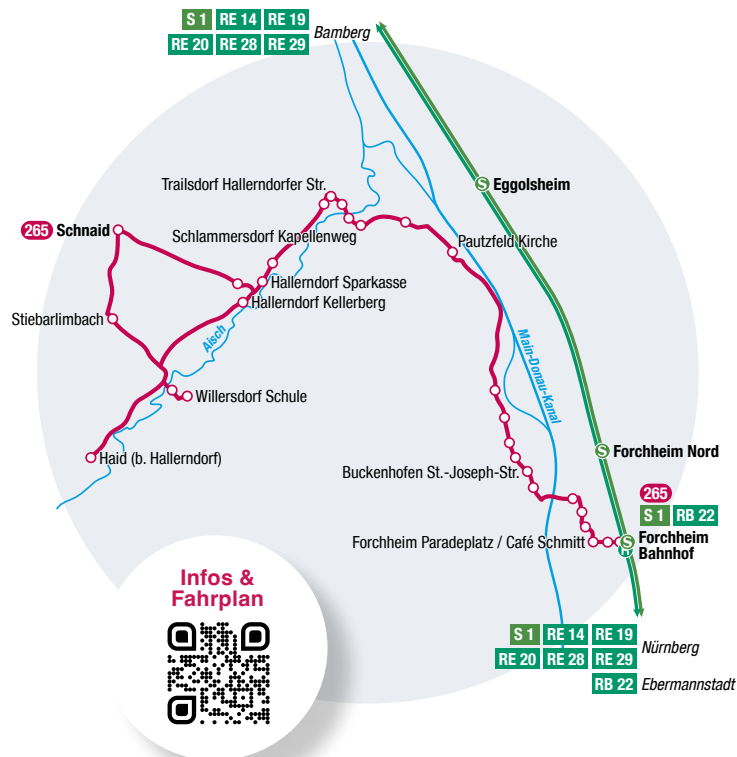 S 1 RE 14 RE 19
RE 20 RE 28 RE 29
Bamberg
Trailsdorf Hallerndorfer Str.
Eggolsheim
265 Schnaid
Schlammersdorf Kapellenweg
Pautzfeld Kirche
Hallerndorf Sparkasse
Hallerndorf Kellerberg
Stiebarlimbach
Aisch
Main-Donau-Kanal
Willersdorf Schule
Haid (b. Hallerndorf)
Forchheim Nord
Buckenhofen St.-Joseph-Str.
265
S 1 RB 22
Forchheim Paradeplatz / Café Schmitt
Forchheim
Bahnhof
S
S
S
R
Infos &
Fahrplan
S 1 RE 14 RE 19
RE 20 RE 28 RE 29
Nürnberg
RB 22 Ebermannstadt